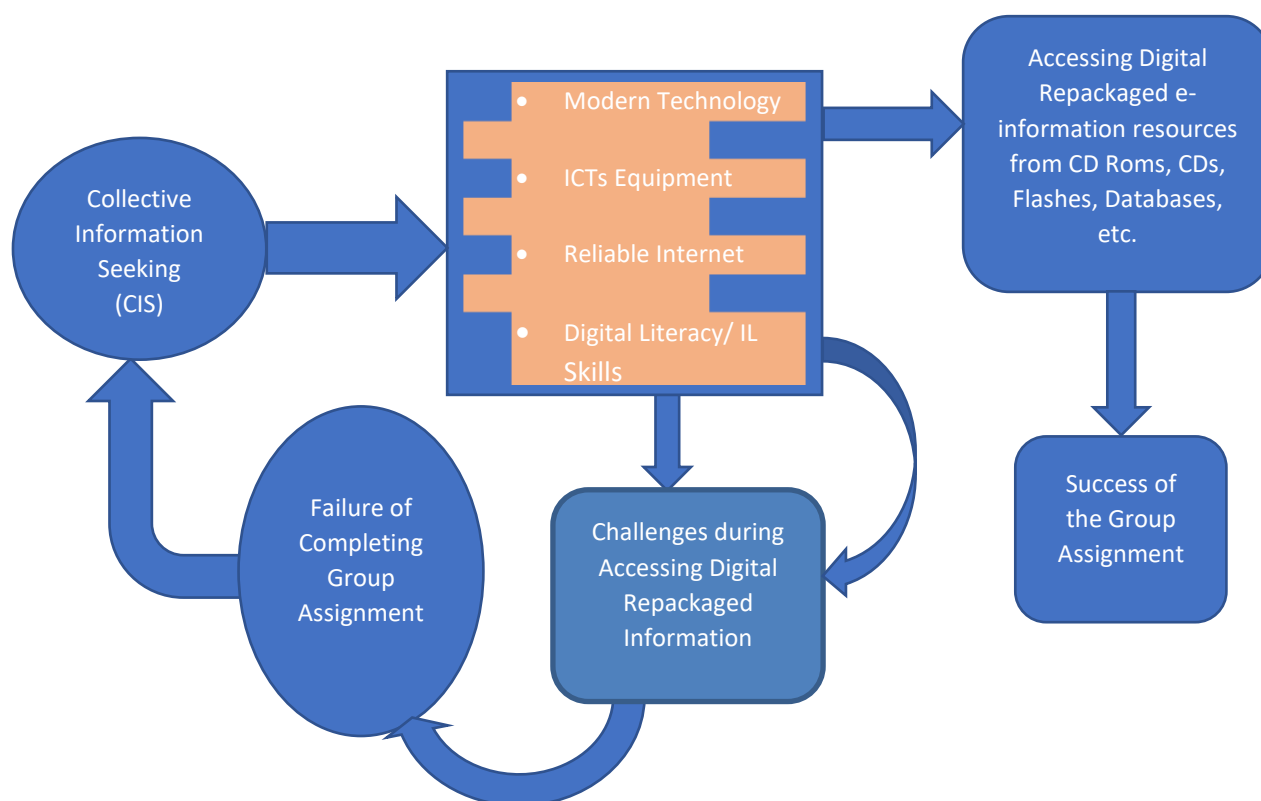 Collective
Information
Seeking
(CIS)
• Modern Technology
• ICTs Equipment
• Reliable Internet
• Digital Literacy/ IL
Skills
Accessing Digital
Repackaged e-
information resources
from CD Roms, CDs,
Flashes, Databases,
etc.
Success of
the Group
Assignment
Challenges during
Accessing Digital
Repackaged
Information
Failure of
Completing
Group
Assignment